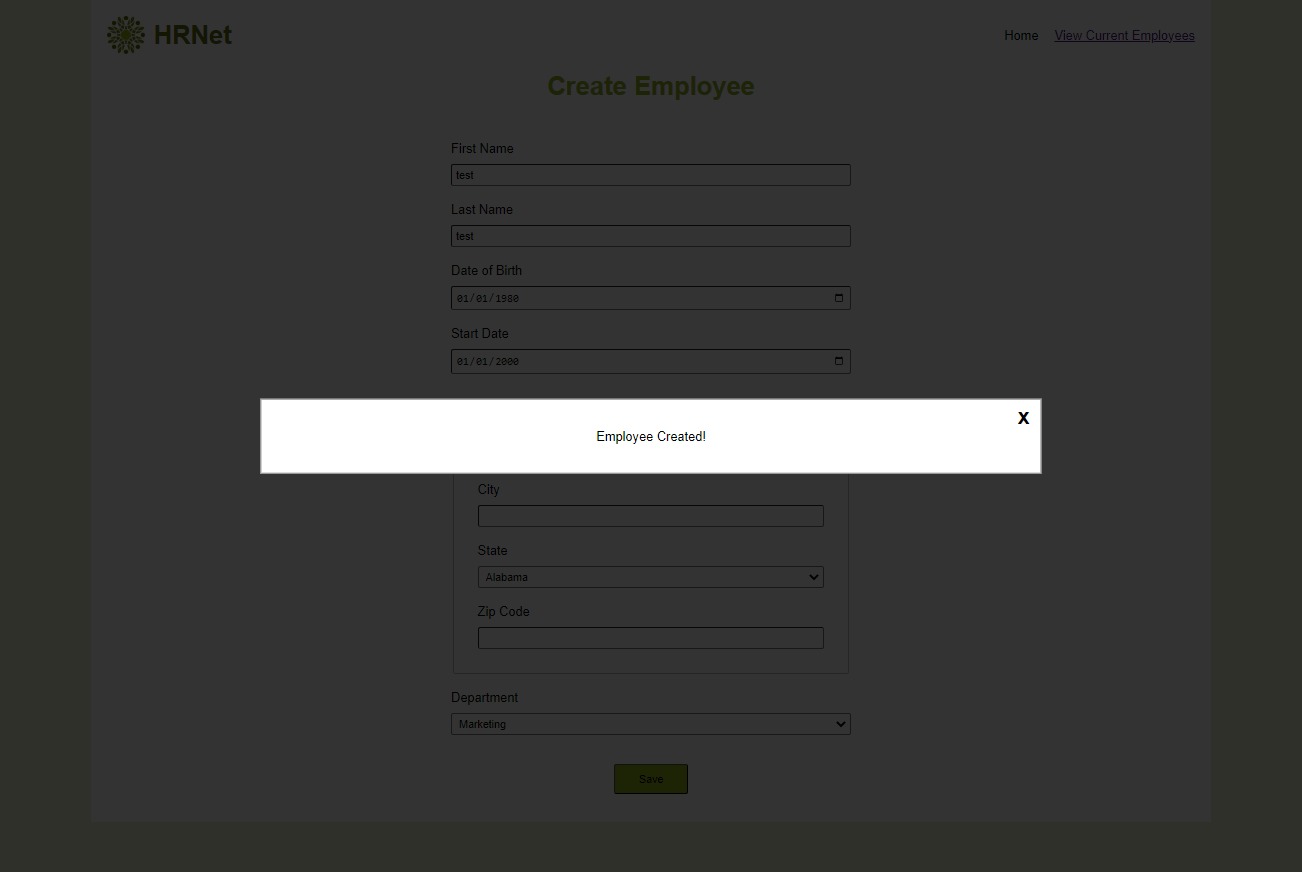 HRNet
Home View Current Employees
Create Employee
First Name
test
Last Name
test
Date of Birth
01/01/1980
Start Date
01/01/2000
X
Employee Created!
City
State
Alabama
Zip Code
Department
Marketing
Save